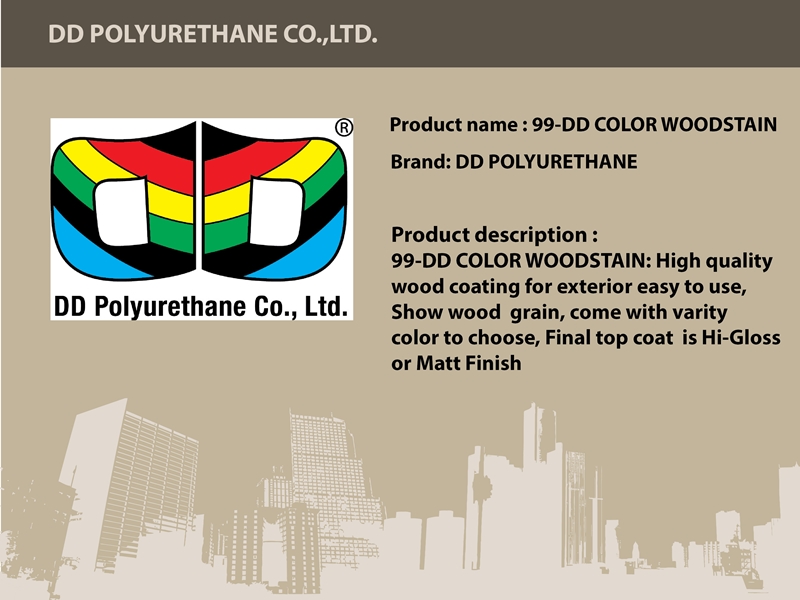 DD POLYURETHANE CO.,LTD.
®
DD Polyurethane Co., Ltd.
Product name : 99-DD COLOR WOODSTAIN
Brand: DD POLYURETHANE
Product description :
99-DD COLOR WOODSTAIN: High quality
wood coating for exterior easy to use,
Show wood grain, come with varity
color to choose, Final top coat is Hi-Gloss
or Matt Finish